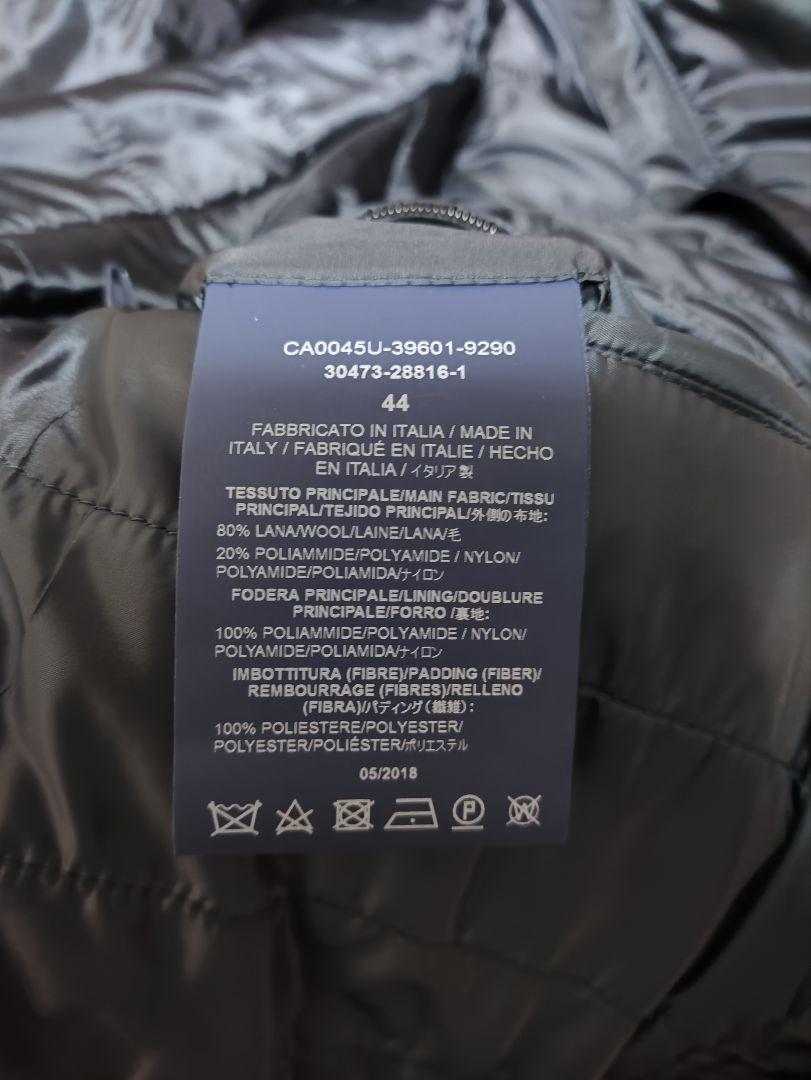 CA0045U-39601-9290
30473-28816-1
44
FABBRICATO IN ITALIA / MADE IN
ITALY / FABRIQUÉ EN ITALIE / HECHO
EN ITALIA / イタリア製
TESSUTO PRINCIPALE/MAIN FABRIC/TISSU
PRINCIPAL/TEJIDO PRINCIPAL/外側の布地:
80% LANA/WOOL/LAINE/LANA/毛
20% POLIAMMIDE/POLYAMIDE / NYLON/
POLYAMIDE/POLIAMIDA/ナイロン
FODERA PRINCIPALE/LINING/DOUBLURE
PRINCIPALE/FORRO /裏地:
100% POLIAMMIDE/POLYAMIDE / NYLON/
POLYAMIDE/POLIAMIDA/ナイロン
IMBOTTITURA (FIBRE)/PADDING (FIBER)/
REMBOURRAGE (FIBRES)/RELLENO
(FIBRA)/パディング(繊維):
100% POLIESTERE/POLYESTER/
POLYESTER/POLIÉSTER/ポリエステル
05/2018
P W